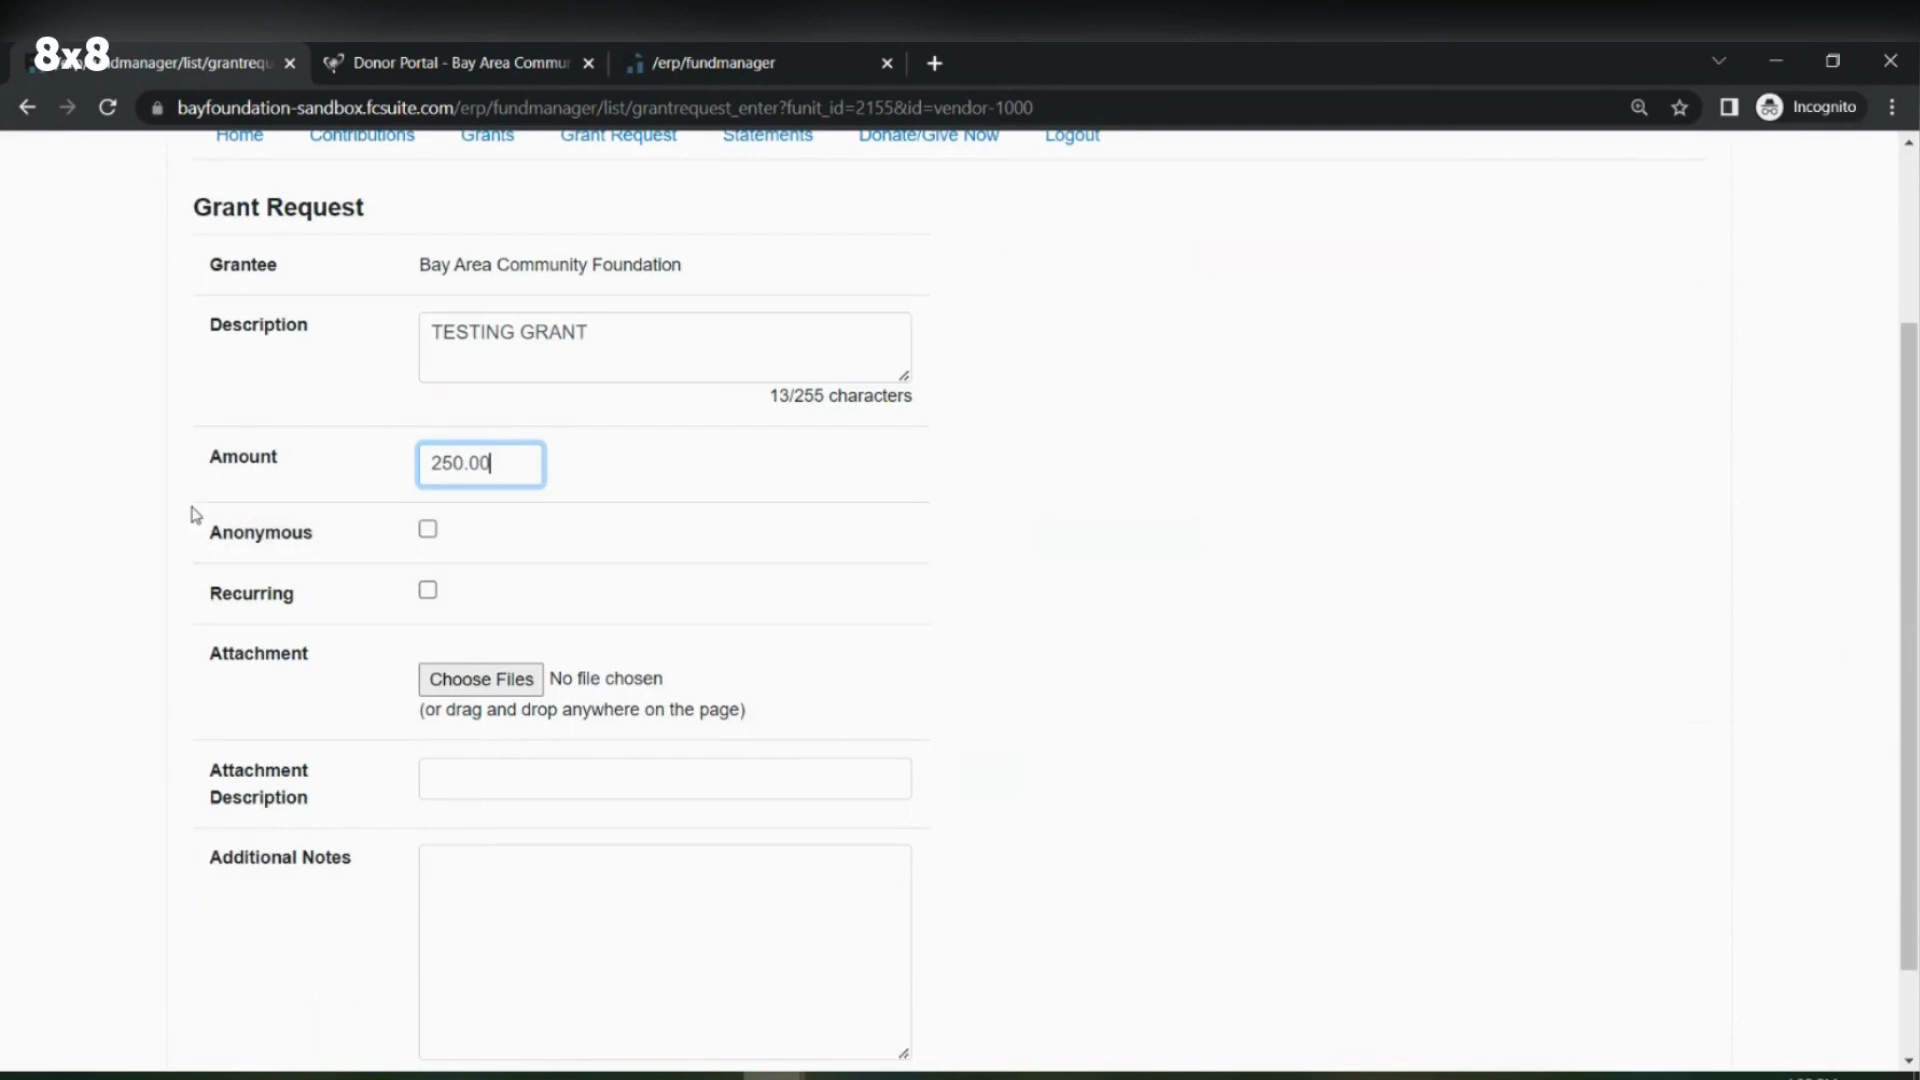 8x8
dmanager/list/grantrequ
Donor Portal - Bay Area Commun
/erp/fundmanager
bayfoundation-sandbox.fcsuite.com/erp/fundmanager/list/grantrequest_enter?funit_id=2155&id=vendor-1000
Incognito
Home Contributions Grants Grant Request Statements Donate/Give Now Logout
Grant Request
Grantee Bay Area Community Foundation
Description TESTING GRANT
13/255 characters
Amount 250.00
Anonymous
Recurring
Attachment
Choose Files No file chosen
(or drag and drop anywhere on the page)
Attachment
Description
Additional Notes